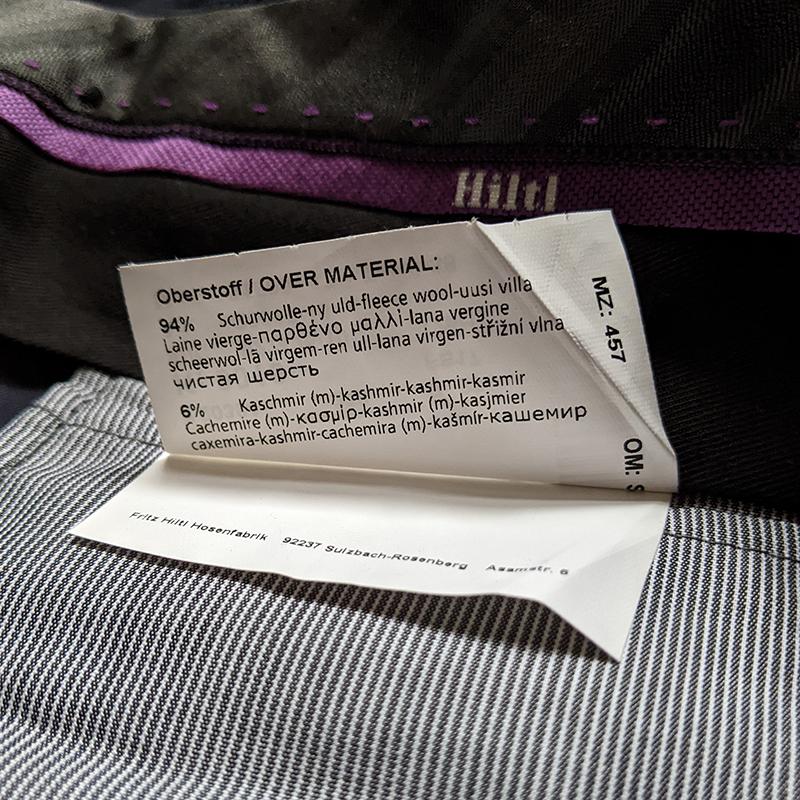 Hiltl
Oberstoff / OVER MATERIAL:
94% Schurwolle-ny uld-fleece wool-uusi villa
Laine vierge-παρθένο μαλλί-lana vergine
scheerwol-lã virgem-ren ull-lana virgen-střižní vlna
чистая шерсть
6% Kaschmir (m)-kashmir-kashmir-kasmir
Cachemire (m)-κασμίρ-kashmir (m)-kasjmier
caxemira-kashmir-cachemira (m)-kašmír-кашемир
MZ: 457
OM: S
Fritz Hiltl Hosenfabrik 92237 Sulzbach-Rosenberg Asamstr. 6